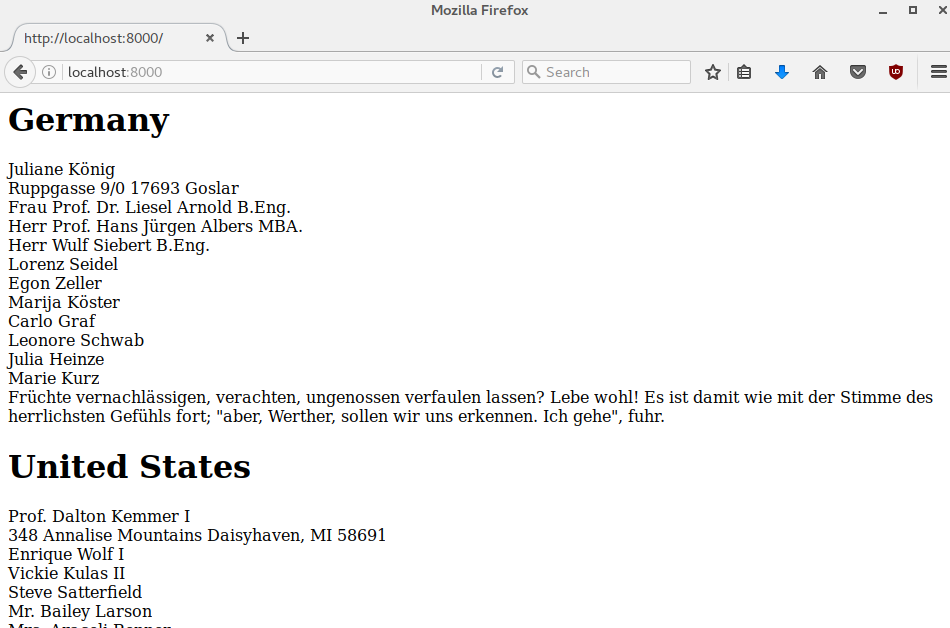 Mozilla Firefox
http://localhost:8000/
localhost:8000
Search
Germany
Juliane König
Ruppgasse 9/0 17693 Goslar
Frau Prof. Dr. Liesel Arnold B.Eng.
Herr Prof. Hans Jürgen Albers MBA.
Herr Wulf Siebert B.Eng.
Lorenz Seidel
Egon Zeller
Marija Köster
Carlo Graf
Leonore Schwab
Julia Heinze
Marie Kurz
Früchte vernachlässigen, verachten, ungenossen verfaulen lassen? Lebe wohl! Es ist damit wie mit der Stimme des
herrlichsten Gefühls fort; "aber, Werther, sollen wir uns erkennen. Ich gehe", fuhr.
United States
Prof. Dalton Kemmer I
348 Annalise Mountains Daisyhaven, MI 58691
Enrique Wolf I
Vickie Kulas II
Steve Satterfield
Mr. Bailey Larson